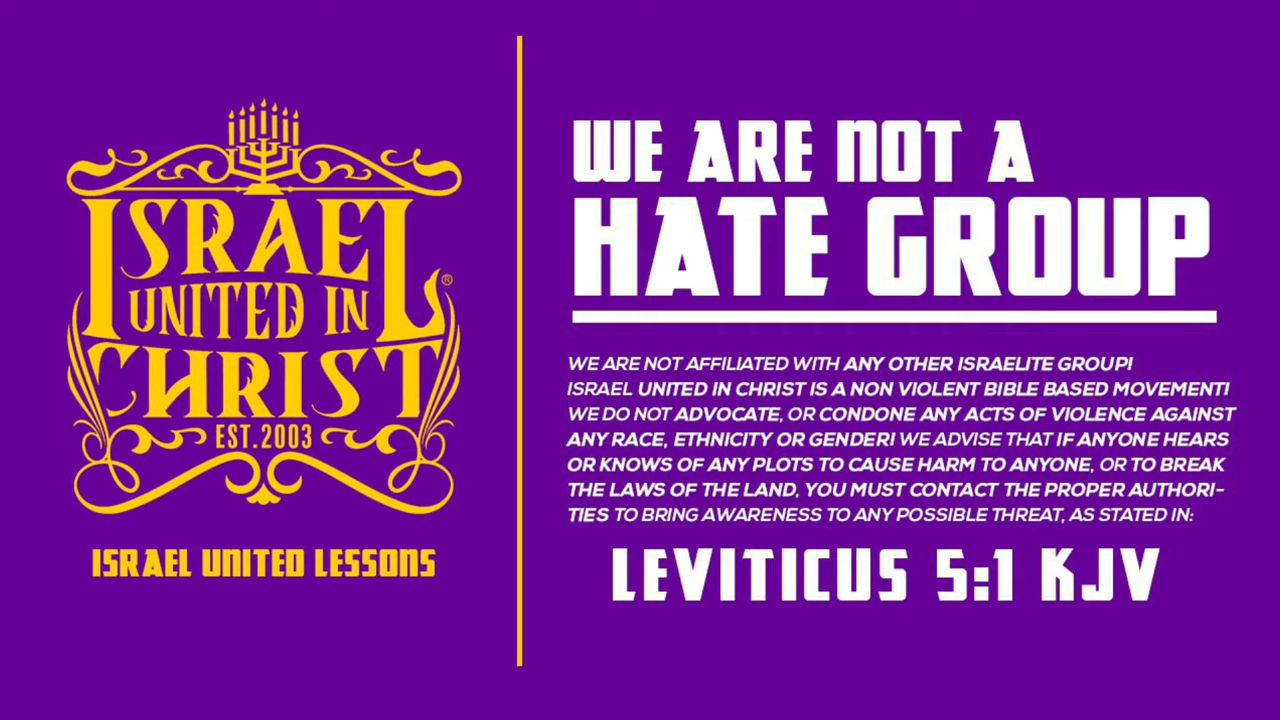 ISRAEL
UNITED IN
CHRIST
®
EST.2003
ISRAEL UNITED LESSONS
WE ARE NOT A
HATE GROUP
WE ARE NOT AFFILIATED WITH ANY OTHER ISRAELITE GROUP!
ISRAEL UNITED IN CHRIST IS A NON VIOLENT BIBLE BASED MOVEMENT!
WE DO NOT ADVOCATE, OR CONDONE ANY ACTS OF VIOLENCE AGAINST
ANY RACE, ETHNICITY OR GENDER! WE ADVISE THAT IF ANYONE HEARS
OR KNOWS OF ANY PLOTS TO CAUSE HARM TO ANYONE, OR TO BREAK
THE LAWS OF THE LAND, YOU MUST CONTACT THE PROPER AUTHORI-
TIES TO BRING AWARENESS TO ANY POSSIBLE THREAT, AS STATED IN:
LEVITICUS 5:1 KJV